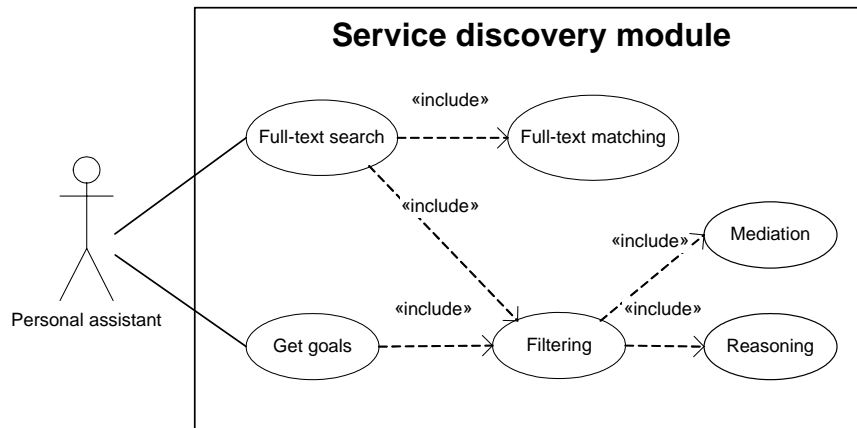 Service discovery module
«include»
Full-text search
Full-text matching
«include»
Mediation
«include»
Personal assistant
«include»
«include»
Get goals
Filtering
Reasoning